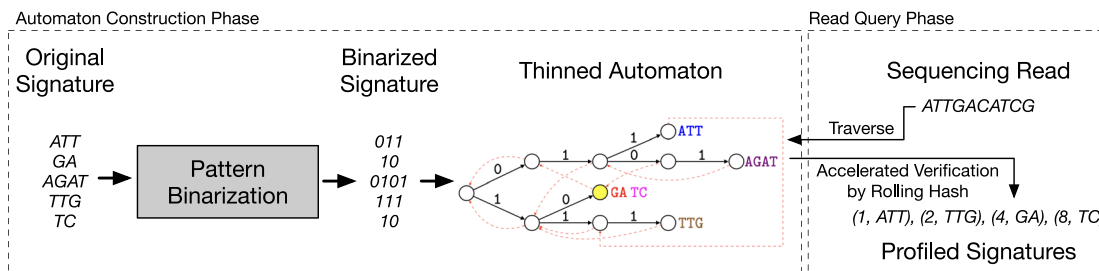 Automaton Construction Phase
Read Query Phase
Original
Signature
Binarized
Signature
Thinned Automaton
Sequencing Read
ATT
GA
AGAT
TTG
TC
Pattern
Binarization
011
10
0101
111
10
0
1
1
1
0
1
0
1
1
ATT
AGAT
GA TC
TTG
ATTGACATCG
Traverse
Accelerated Verification
by Rolling Hash
(1, ATT), (2, TTG), (4, GA), (8, TC
Profiled Signatures